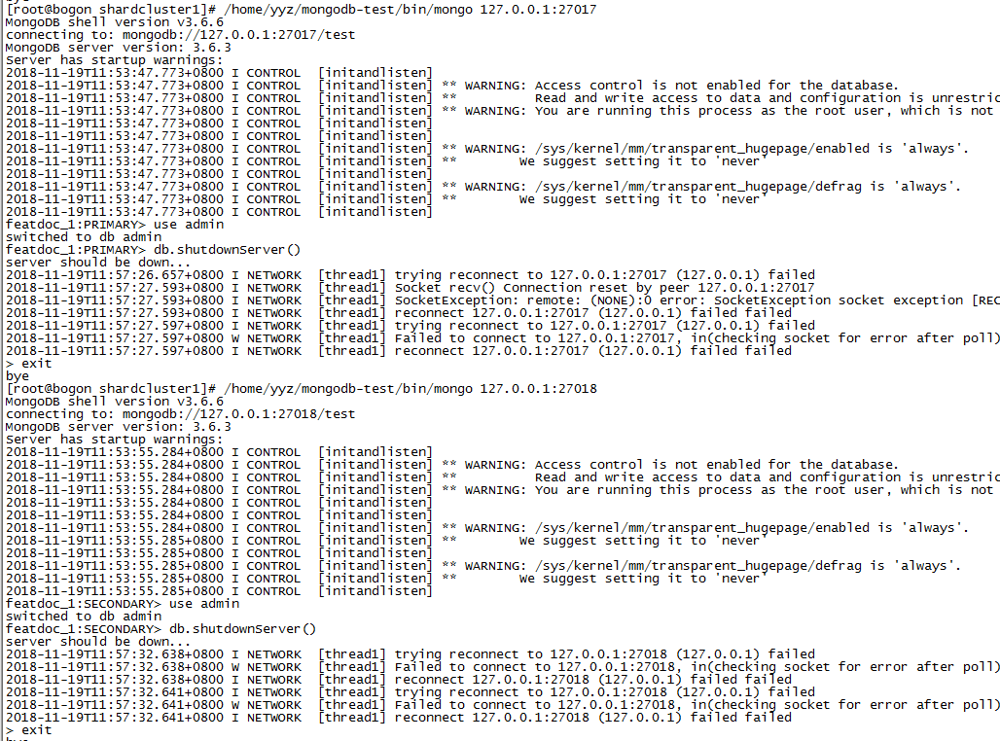 [root@bogon shardcluster1]# /home/yyz/mongodb-test/bin/mongo 127.0.0.1:27017
MongoDB shell version v3.6.6
connecting to: mongodb://127.0.0.1:27017/test
MongoDB server version: 3.6.3
Server has startup warnings:
2018-11-19T11:53:47.773+0800 I CONTROL  [initandlisten]
2018-11-19T11:53:47.773+0800 I CONTROL  [initandlisten] ** WARNING: Access control is not enabled for the database.
2018-11-19T11:53:47.773+0800 I CONTROL  [initandlisten] **          Read and write access to data and configuration is unrestric
2018-11-19T11:53:47.773+0800 I CONTROL  [initandlisten] ** WARNING: You are running this process as the root user, which is not
2018-11-19T11:53:47.773+0800 I CONTROL  [initandlisten]
2018-11-19T11:53:47.773+0800 I CONTROL  [initandlisten]
2018-11-19T11:53:47.773+0800 I CONTROL  [initandlisten] ** WARNING: /sys/kernel/mm/transparent_hugepage/enabled is 'always'.
2018-11-19T11:53:47.773+0800 I CONTROL  [initandlisten] **        We suggest setting it to 'never'
2018-11-19T11:53:47.773+0800 I CONTROL  [initandlisten]
2018-11-19T11:53:47.773+0800 I CONTROL  [initandlisten] ** WARNING: /sys/kernel/mm/transparent_hugepage/defrag is 'always'.
2018-11-19T11:53:47.773+0800 I CONTROL  [initandlisten] **        We suggest setting it to 'never'
2018-11-19T11:53:47.773+0800 I CONTROL  [initandlisten]
featdoc_1:PRIMARY> use admin
switched to db admin
featdoc_1:PRIMARY> db.shutdownServer()
server should be down...
2018-11-19T11:57:26.657+0800 I NETWORK  [thread1] trying reconnect to 127.0.0.1:27017 (127.0.0.1) failed
2018-11-19T11:57:27.593+0800 I NETWORK  [thread1] Socket recv() Connection reset by peer 127.0.0.1:27017
2018-11-19T11:57:27.593+0800 I NETWORK  [thread1] SocketException: remote: (NONE):0 error: SocketException socket exception [REC
2018-11-19T11:57:27.593+0800 I NETWORK  [thread1] reconnect 127.0.0.1:27017 (127.0.0.1) failed failed
2018-11-19T11:57:27.597+0800 I NETWORK  [thread1] trying reconnect to 127.0.0.1:27017 (127.0.0.1) failed
2018-11-19T11:57:27.597+0800 W NETWORK  [thread1] Failed to connect to 127.0.0.1:27017, in(checking socket for error after poll)
2018-11-19T11:57:27.597+0800 I NETWORK  [thread1] reconnect 127.0.0.1:27017 (127.0.0.1) failed failed
> exit
bye
[root@bogon shardcluster1]# /home/yyz/mongodb-test/bin/mongo 127.0.0.1:27018
MongoDB shell version v3.6.6
connecting to: mongodb://127.0.0.1:27018/test
MongoDB server version: 3.6.3
Server has startup warnings:
2018-11-19T11:53:55.284+0800 I CONTROL  [initandlisten]
2018-11-19T11:53:55.284+0800 I CONTROL  [initandlisten] ** WARNING: Access control is not enabled for the database.
2018-11-19T11:53:55.284+0800 I CONTROL  [initandlisten] **          Read and write access to data and configuration is unrestric
2018-11-19T11:53:55.284+0800 I CONTROL  [initandlisten] ** WARNING: You are running this process as the root user, which is not
2018-11-19T11:53:55.284+0800 I CONTROL  [initandlisten]
2018-11-19T11:53:55.284+0800 I CONTROL  [initandlisten]
2018-11-19T11:53:55.284+0800 I CONTROL  [initandlisten] ** WARNING: /sys/kernel/mm/transparent_hugepage/enabled is 'always'.
2018-11-19T11:53:55.285+0800 I CONTROL  [initandlisten] **        We suggest setting it to 'never'
2018-11-19T11:53:55.285+0800 I CONTROL  [initandlisten]
2018-11-19T11:53:55.285+0800 I CONTROL  [initandlisten] ** WARNING: /sys/kernel/mm/transparent_hugepage/defrag is 'always'.
2018-11-19T11:53:55.285+0800 I CONTROL  [initandlisten] **        We suggest setting it to 'never'
2018-11-19T11:53:55.285+0800 I CONTROL  [initandlisten]
featdoc_1:SECONDARY> use admin
switched to db admin
featdoc_1:SECONDARY> db.shutdownServer()
server should be down...
2018-11-19T11:57:32.638+0800 I NETWORK  [thread1] trying reconnect to 127.0.0.1:27018 (127.0.0.1) failed
2018-11-19T11:57:32.638+0800 W NETWORK  [thread1] Failed to connect to 127.0.0.1:27018, in(checking socket for error after poll)
2018-11-19T11:57:32.638+0800 I NETWORK  [thread1] reconnect 127.0.0.1:27018 (127.0.0.1) failed failed
2018-11-19T11:57:32.641+0800 I NETWORK  [thread1] trying reconnect to 127.0.0.1:27018 (127.0.0.1) failed
2018-11-19T11:57:32.641+0800 W NETWORK  [thread1] Failed to connect to 127.0.0.1:27018, in(checking socket for error after poll)
2018-11-19T11:57:32.641+0800 I NETWORK  [thread1] reconnect 127.0.0.1:27018 (127.0.0.1) failed failed
> exit